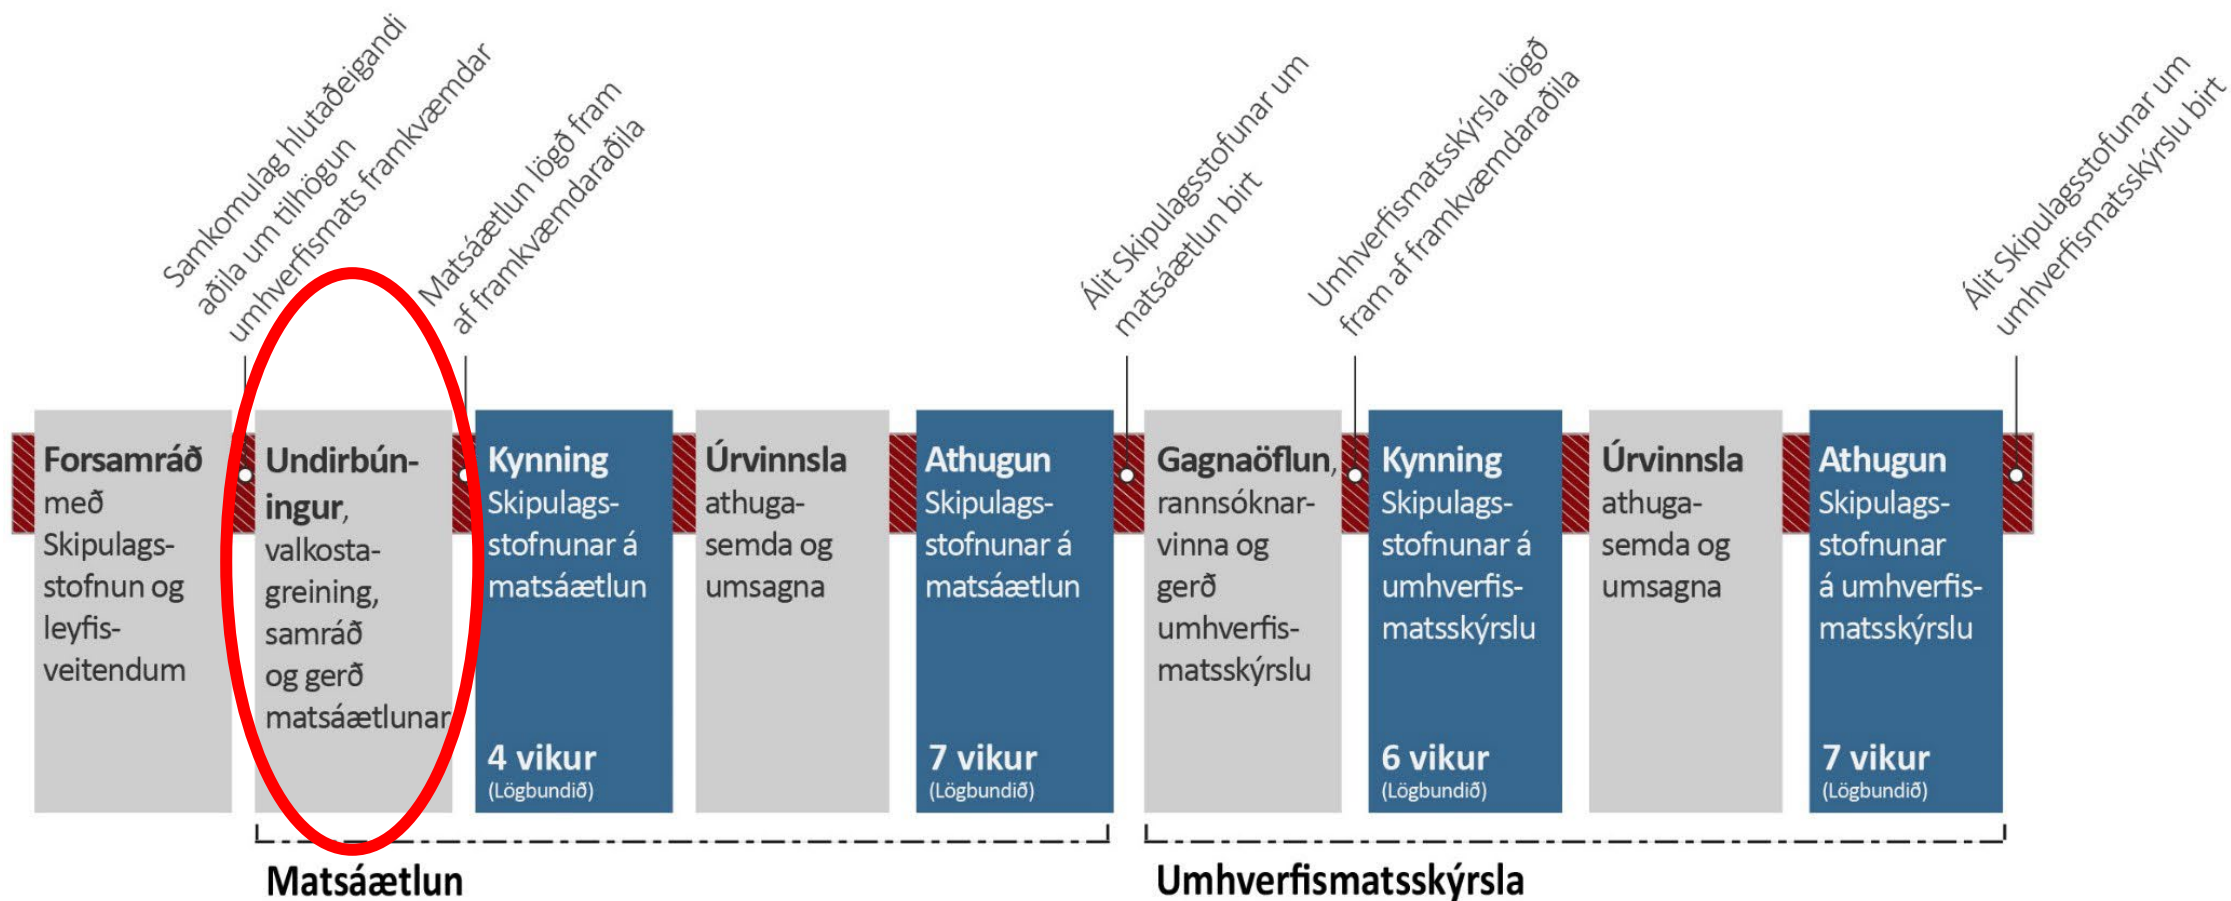 Samkomulag hlutaðeigandi
aðila um tilhögun
umhverfismats framkvæmdar
Matsáætlun lögð fram
af framkvæmdaraðila
Álit Skipulagsstofunar um
matsáætlun birt
Umhverfismatsskýrsla lögð
fram af framkvæmdaraðila
Álit Skipulagsstofunar um
umhverfismatsskýrslu birt
Forsamráð
með
Skipulags-
stofnun og
leyfis-
veitendum
Undirbún-
ingur,
valkosta-
greining,
samráð
og gerð
matsáætlunar
Kynning
Skipulags-
stofnunar á
matsáætlun
4 vikur
(Lögbundið)
Úrvinnsla
athuga-
semda og
umsagna
Athugun
Skipulags-
stofnunar á
matsáætlun
7 vikur
(Lögbundið)
Gagnaöflun,
rannsóknar-
vinna og
gerð
umhverfis-
matsskýrslu
Kynning
Skipulags-
stofnunar á
umhverfis-
matsskýrslu
6 vikur
(Lögbundið)
Úrvinnsla
athuga-
semda og
umsagna
Athugun
Skipulags-
stofnunar
á umhverfis-
matsskýrslu
7 vikur
(Lögbundið)
Matsáætlun
Umhverfismatsskýrsla